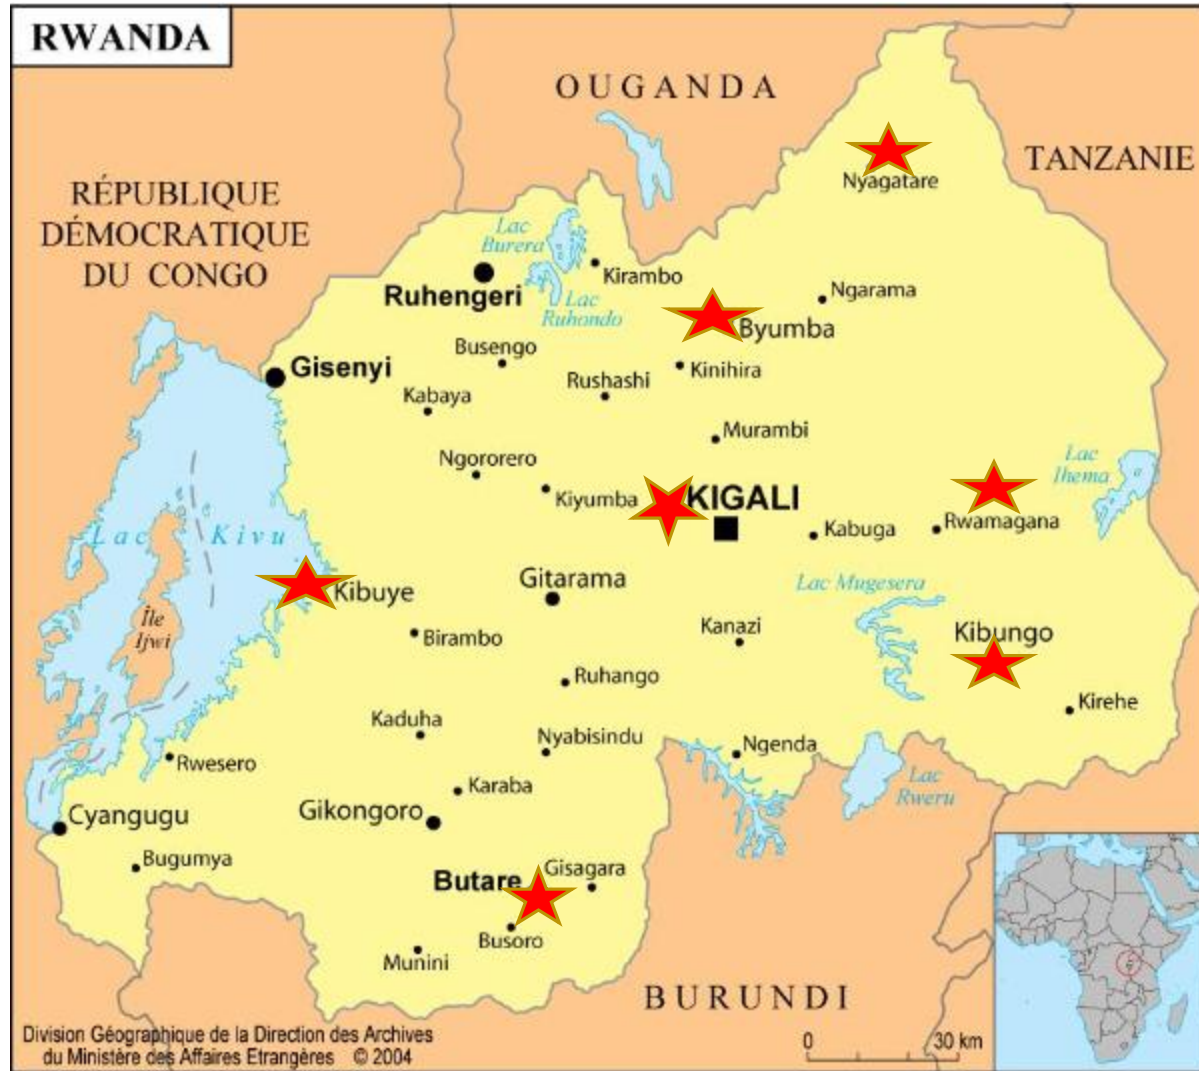 RWANDA
OUGANDA
TANZANIE
RÉPUBLIQUE
DÉMOCRATIQUE
DU CONGO
Nyagatare
Lac
Burera
Kirambo
Ruhengeri
Lac
Ruhondo
Ngarama
Byumba
Busengo
Gisenyi
Rushashi
Kinihira
Kabaya
Murambi
Ngororero
Lac
Ihema
Kiyumba
KIGALI
Rwamagana
Kabuga
Lac Kivu
Gitarama
Lac Mugesera
Kibuye
Île
Ijwi
Birambo
Kanazi
Kibungo
Ruhango
Kirehe
Kaduha
Nyabisindu
Ngenda
Rwesero
Lac
Rweru
Karaba
Cyangugu
Gikongoro
Bugumya
Butare
Gisagara
Busoro
Munini
BURUNDI
Division Géographique de la Direction des Archives
du Ministère des Affaires Etrangères © 2004
0 30 km